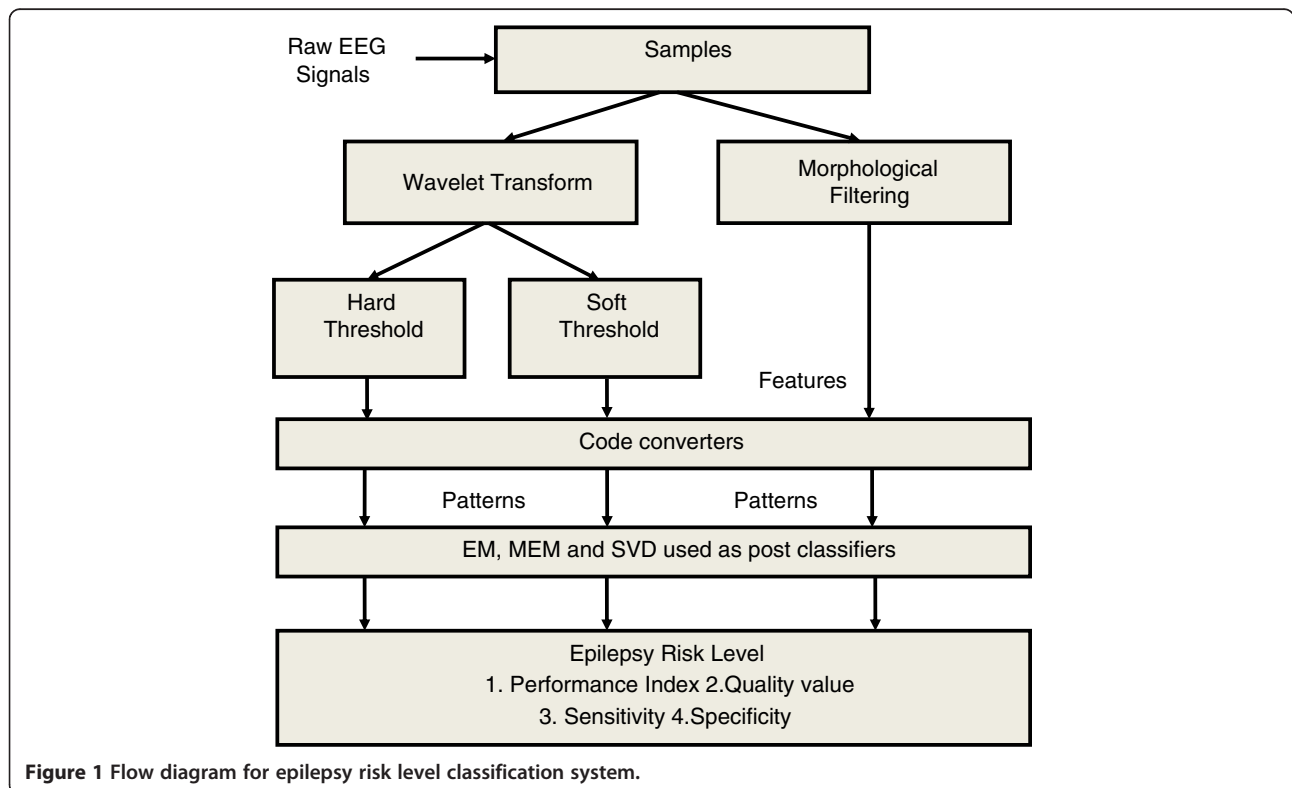 Raw EEG
Signals
Samples
Wavelet Transform
Morphological
Filtering
Hard
Threshold
Soft
Threshold
Features
Code converters
Patterns
Patterns
EM, MEM and SVD used as post classifiers
Epilepsy Risk Level
1. Performance Index 2.Quality value
3. Sensitivity 4.Specificity
Figure 1 Flow diagram for epilepsy risk level classification system.